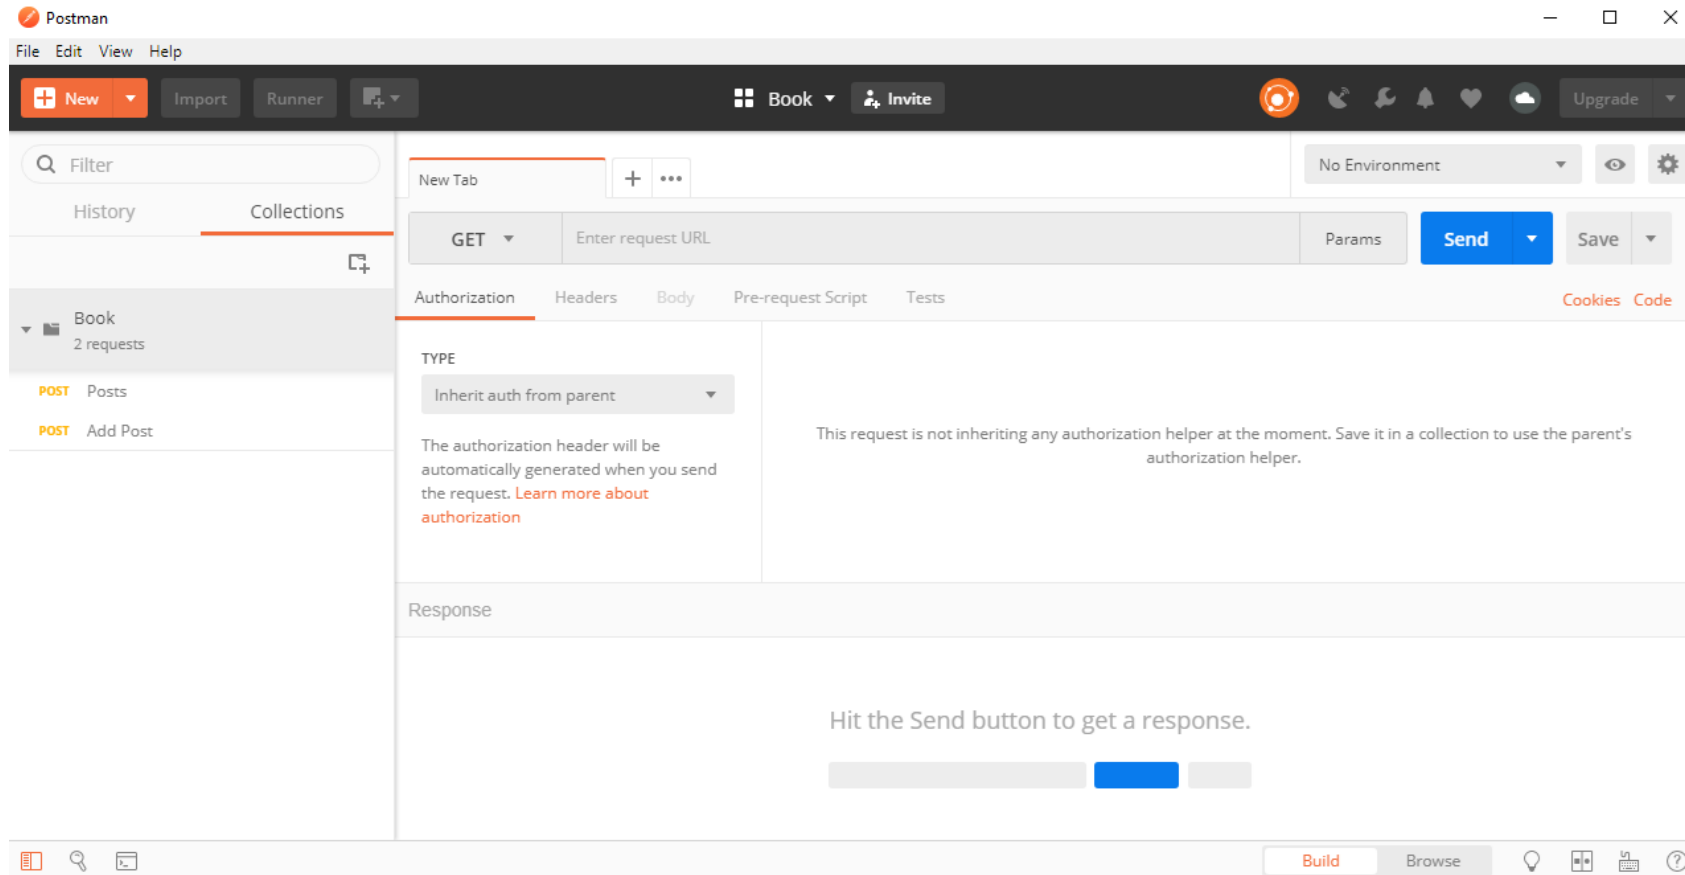 Postman
File Edit View Help
New Import Runner Book Invite Upgrade
Filter
History Collections
Book
2 requests
POST Posts
POST Add Post
New Tab
No Environment
GET Enter request URL Params Send Save
Authorization Headers Body Pre-request Script Tests Cookies Code
TYPE
Inherit auth from parent
The authorization header will be
automatically generated when you send
the request. Learn more about
authorization
This request is not inheriting any authorization helper at the moment. Save it in a collection to use the parent's
authorization helper.
Response
Hit the Send button to get a response.
Build Browse